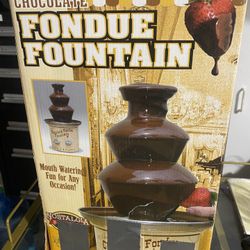 CHOCOLATE
FONDUE
FOUNTAIN
Mouth Watering
Fun for Any
Occasion!
NOSTALGIA